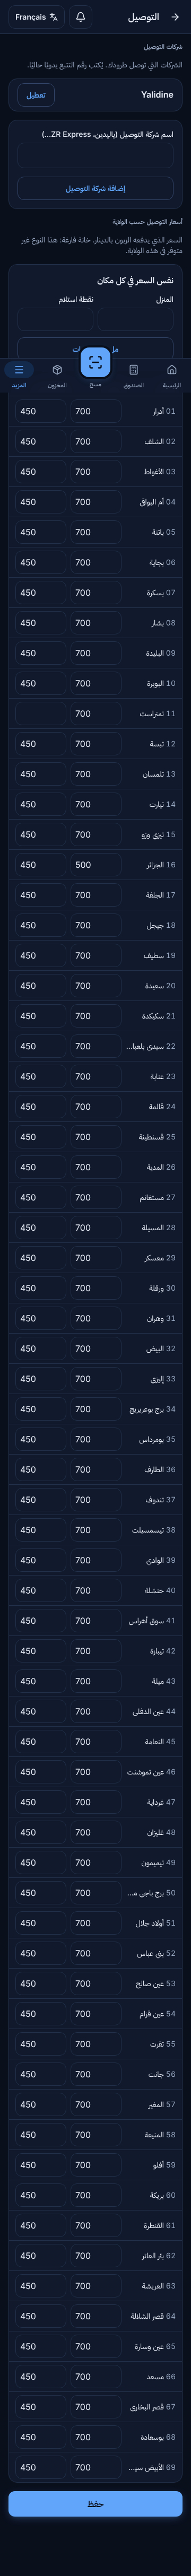 التوصيل
Français
شركات التوصيل
الشركات التي توصل طرودك. يُكتب رقم التتبع يدويًا حاليًا.
Yalidine
تعطيل
اسم شركة التوصيل (ياليدين، ZR Express...)
إضافة شركة التوصيل
أسعار التوصيل حسب الولاية
السعر الذي يدفعه الزبون بالدينار. خانة فارغة: هذا النوع غير متوفر في هذه الولاية.
نفس السعر في كل مكان
المنزل
نقطة استلام
الرئيسية
الصندوق
مسح
المخزون
المزيد
01 أدرار 700 450
02 الشلف 700 450
03 الأغواط 700 450
04 أم البواقي 700 450
05 باتنة 700 450
06 بجاية 700 450
07 بسكرة 700 450
08 بشار 700 450
09 البليدة 700 450
10 البويرة 700 450
11 تمنراست 700
12 تبسة 700 450
13 تلمسان 700 450
14 تيارت 700 450
15 تيزي وزو 700 450
16 الجزائر 700 500
17 الجلفة 700 450
18 جيجل 700 450
19 سطيف 700 450
20 سعيدة 700 450
21 سكيكدة 700 450
22 سيدي بلعبا... 700 450
23 عنابة 700 450
24 قالمة 700 450
25 قسنطينة 700 450
26 المدية 700 450
27 مستغانم 700 450
28 المسيلة 700 450
29 معسكر 700 450
30 ورقلة 700 450
31 وهران 700 450
32 البيض 700 450
33 إليزي 700 450
34 برج بوعريريج 700 450
35 بومرداس 700 450
36 الطارف 700 450
37 تندوف 700 450
38 تيسمسيلت 700 450
39 الوادي 700 450
40 خنشلة 700 450
41 سوق أهراس 700 450
42 تيبازة 700 450
43 ميلة 700 450
44 عين الدفلى 700 450
45 النعامة 700 450
46 عين تموشنت 700 450
47 غرداية 700 450
48 غليزان 700 450
49 تيميمون 700 450
50 برج باجي م... 700 450
51 أولاد جلال 700 450
52 بني عباس 700 450
53 عين صالح 700 450
54 عين قزام 700 450
55 تقرت 700 450
56 جانت 700 450
57 المغير 700 450
58 المنيعة 700 450
59 أفلو 700 450
60 بريكة 700 450
61 القنطرة 700 450
62 بئر العاتر 700 450
63 العريشة 700 450
64 قصر الشلالة 700 450
65 عين وسارة 700 450
66 مسعد 700 450
67 قصر البخاري 700 450
68 بوسعادة 700 450
69 الأبيض سيـ... 700 450
حفظ